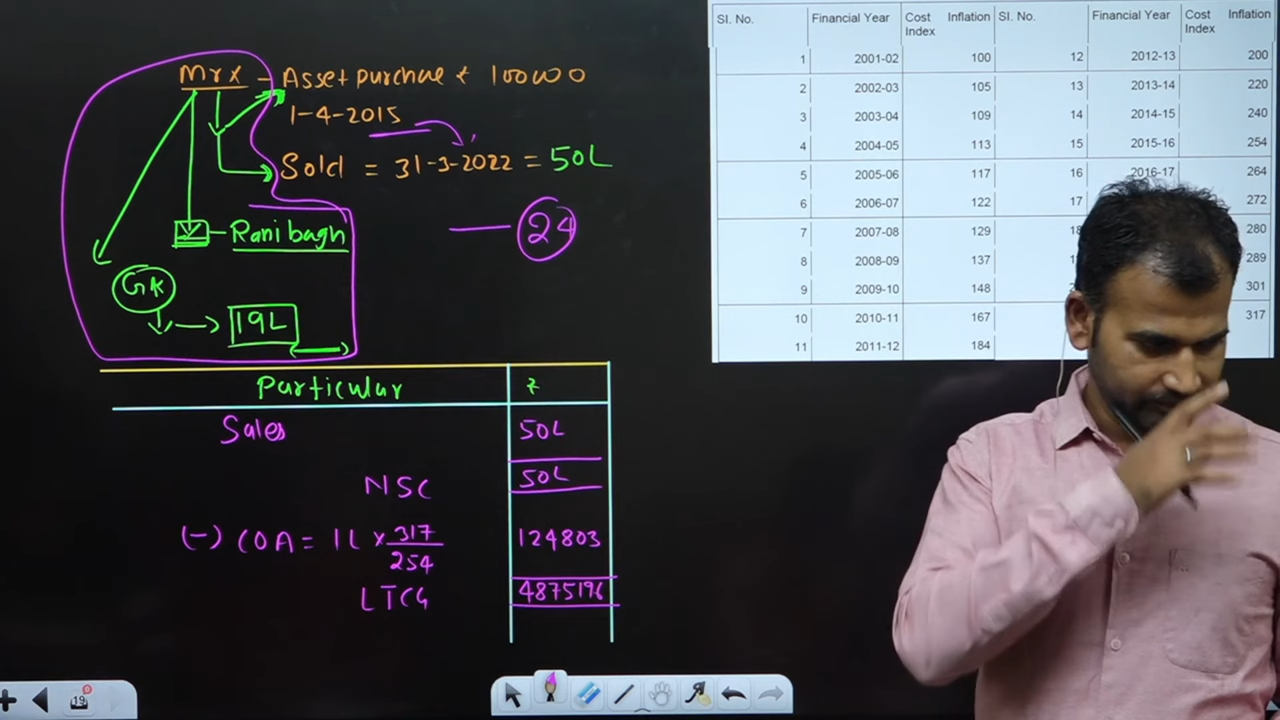 Mr X - Asset purchase ₹ 100000
1-4-2015
Sold = 31-3-2022 = 50L
24
Ranibagh
GK
19L
Particular ₹
Sales 50L
NSC 50L
(-) COA = 1L × 317/254 124803
LTCG 4875196
SI. No. Financial Year Cost Inflation Index SI. No. Financial Year Cost Inflation Index
1 2001-02 100 12 2012-13 200
2 2002-03 105 13 2013-14 220
3 2003-04 109 14 2014-15 240
4 2004-05 113 15 2015-16 254
5 2005-06 117 16 2016-17 264
6 2006-07 122 17 272
7 2007-08 129 280
8 2008-09 137 289
9 2009-10 148 301
10 2010-11 167 317
11 2011-12 184
19